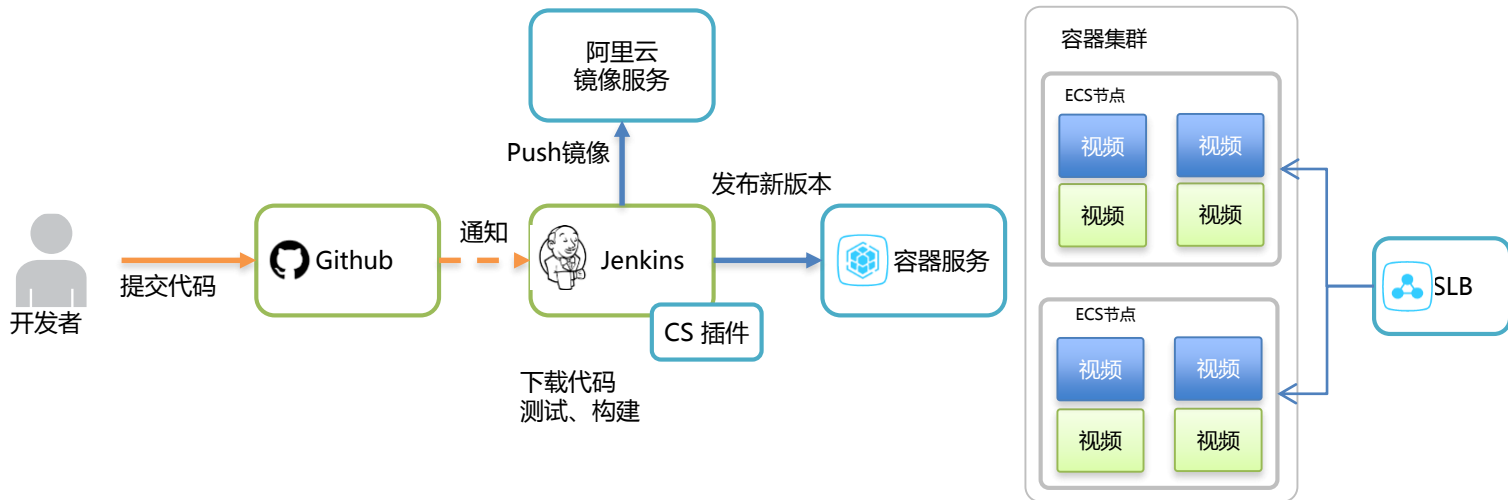 阿里云
镜像服务
Push镜像
发布新版本
开发者
提交代码
Github
通知
Jenkins
CS 插件
下载代码
测试、构建
容器服务
容器集群
ECS节点
视频
视频
视频
视频
ECS节点
视频
视频
视频
视频
SLB